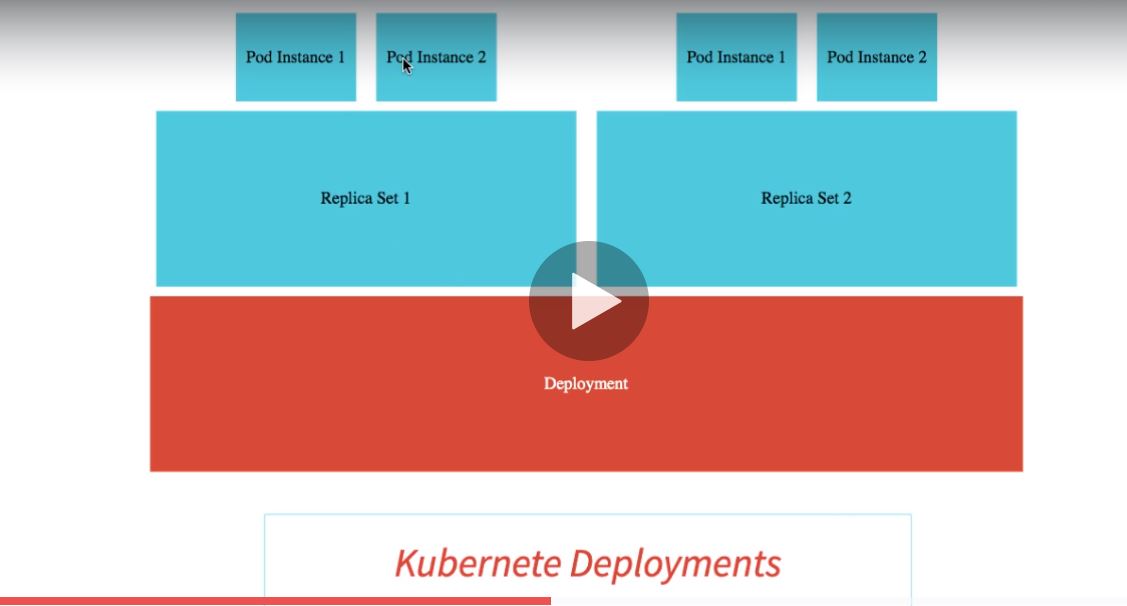 Pod Instance 1 Pod Instance 2 Pod Instance 1 Pod Instance 2
Replica Set 1 Replica Set 2
Deployment
Kubernete Deployments